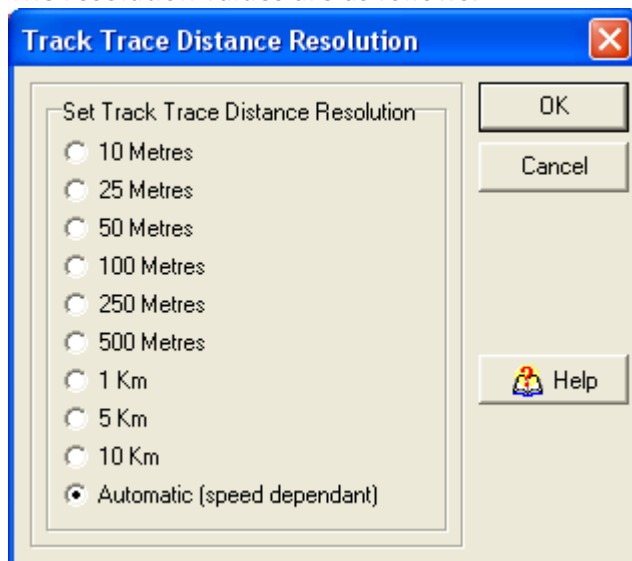 Track Trace Distance Resolution
Set Track Trace Distance Resolution
10 Metres
25 Metres
50 Metres
100 Metres
250 Metres
500 Metres
1 Km
5 Km
10 Km
Automatic (speed dependant)
OK
Cancel
Help